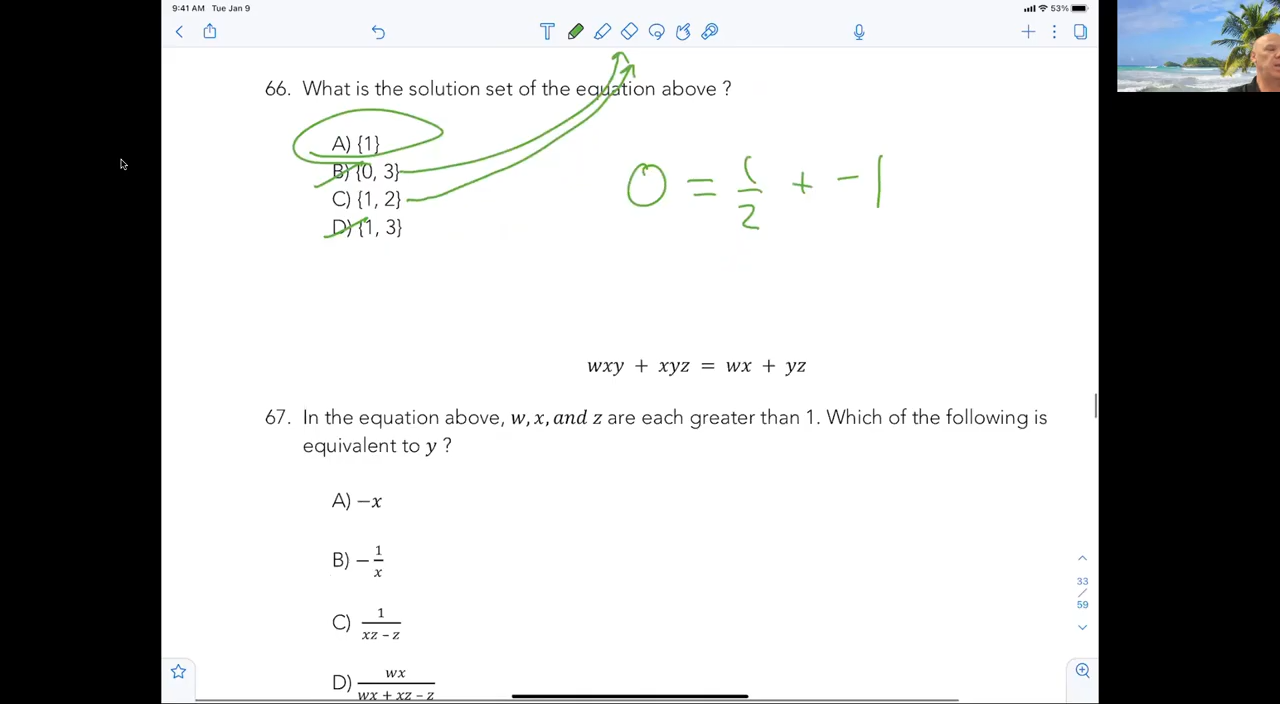 9:41 AM Tue Jan 9
53%
66. What is the solution set of the equation above ?
A) {1}
B) {0, 3}
C) {1, 2}
D) {1, 3}
0 = 1/2 + -1
wxy + xyz = wx + yz
67. In the equation above, w, x, and z are each greater than 1. Which of the following is
equivalent to y ?
A) −x
B) − 1/x
C) 1/(xz − z)
D) wx/(wx + xz − z)
33
/
59